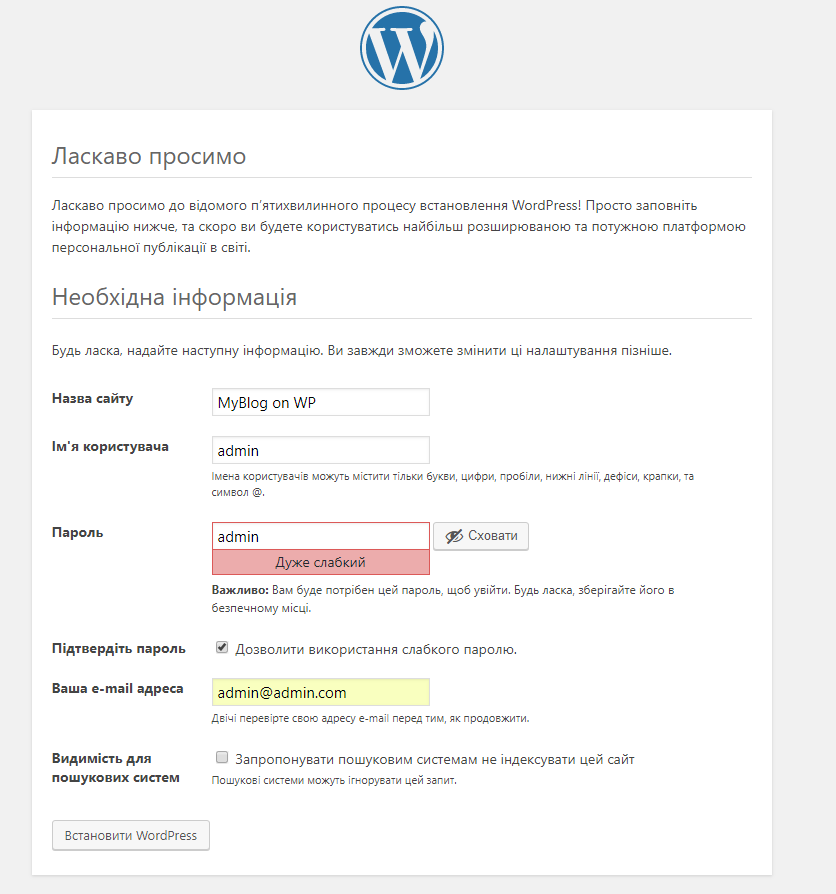 Ласкаво просимо
Ласкаво просимо до відомого п’ятихвилинного процесу встановлення WordPress! Просто заповніть
інформацію нижче, та скоро ви будете користуватись найбільш розширюваною та потужною платформою
персональної публікації в світі.
Необхідна інформація
Будь ласка, надайте наступну інформацію. Ви завжди зможете змінити ці налаштування пізніше.
Назва сайту
MyBlog on WP
Ім'я користувача
admin
Імена користувачів можуть містити тільки букви, цифри, пробіли, нижні лінії, дефіси, крапки, та
символ @.
Пароль
admin
Сховати
Дуже слабкий
Важливо: Вам буде потрібен цей пароль, щоб увійти. Будь ласка, зберігайте його в
безпечному місці.
Підтвердіть пароль
Дозволити використання слабкого паролю.
Ваша e-mail адреса
admin@admin.com
Двічі перевірте свою адресу e-mail перед тим, як продовжити.
Видимість для
пошукових систем
Запропонувати пошуковим системам не індексувати цей сайт
Пошукові системи можуть ігнорувати цей запит.
Встановити WordPress